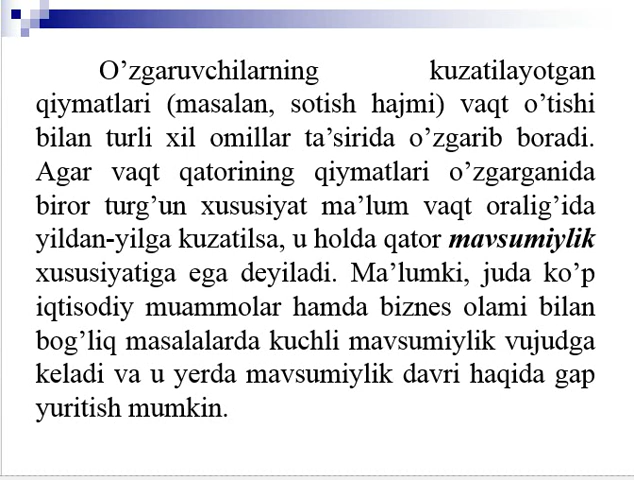 O’zgaruvchilarning kuzatilayotgan
qiymatlari (masalan, sotish hajmi) vaqt o’tishi
bilan turli xil omillar ta’sirida o’zgarib boradi.
Agar vaqt qatorining qiymatlari o’zgarganida
biror turg’un xususiyat ma’lum vaqt oralig’ida
yildan-yilga kuzatilsa, u holda qator mavsumiylik
xususiyatiga ega deyiladi. Ma’lumki, juda ko’p
iqtisodiy muammolar hamda biznes olami bilan
bog’liq masalalarda kuchli mavsumiylik vujudga
keladi va u yerda mavsumiylik davri haqida gap
yuritish mumkin.